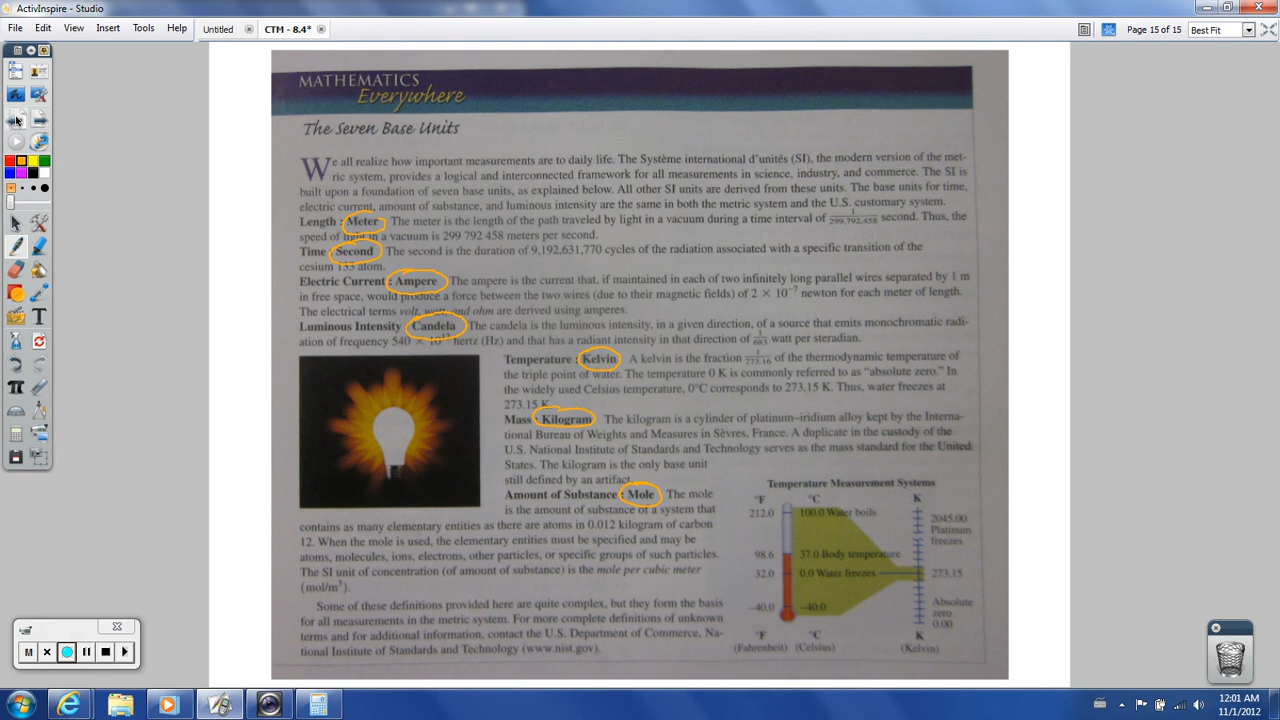 ActivInspire - Studio
File Edit View Insert Tools Help Untitled CTM - 8.4* Page 15 of 15 Best Fit
MATHEMATICS
Everywhere
The Seven Base Units
We all realize how important measurements are to daily life. The Système international d'unités (SI), the modern version of the met-
ric system, provides a logical and interconnected framework for all measurements in science, industry, and commerce. The SI is
built upon a foundation of seven base units, as explained below. All other SI units are derived from these units. The base units for time,
electric current, amount of substance, and luminous intensity are the same in both the metric system and the U.S. customary system.
Length : Meter The meter is the length of the path traveled by light in a vacuum during a time interval of 1/299,792,458 second. Thus, the
speed of light in a vacuum is 299 792 458 meters per second.
Time : Second The second is the duration of 9,192,631,770 cycles of the radiation associated with a specific transition of the
cesium 133 atom.
Electric Current : Ampere The ampere is the current that, if maintained in each of two infinitely long parallel wires separated by 1 m
in free space, would produce a force between the two wires (due to their magnetic fields) of 2 × 10⁻⁷ newton for each meter of length.
The electrical terms volt, watt, and ohm are derived using amperes.
Luminous Intensity : Candela The candela is the luminous intensity, in a given direction, of a source that emits monochromatic radi-
ation of frequency 540 × 10¹² hertz (Hz) and that has a radiant intensity in that direction of 1/683 watt per steradian.
Temperature : Kelvin A kelvin is the fraction 1/273.16 of the thermodynamic temperature of
the triple point of water. The temperature 0 K is commonly referred to as "absolute zero." In
the widely used Celsius temperature, 0°C corresponds to 273.15 K. Thus, water freezes at
273.15 K.
Mass : Kilogram The kilogram is a cylinder of platinum–iridium alloy kept by the Interna-
tional Bureau of Weights and Measures in Sèvres, France. A duplicate in the custody of the
U.S. National Institute of Standards and Technology serves as the mass standard for the United
States. The kilogram is the only base unit
still defined by an artifact.
Amount of Substance : Mole The mole
is the amount of substance of a system that
contains as many elementary entities as there are atoms in 0.012 kilogram of carbon
12. When the mole is used, the elementary entities must be specified and may be
atoms, molecules, ions, electrons, other particles, or specific groups of such particles.
The SI unit of concentration (of amount of substance) is the mole per cubic meter
(mol/m³).
Some of these definitions provided here are quite complex, but they form the basis
for all measurements in the metric system. For more complete definitions of unknown
terms and for additional information, contact the U.S. Department of Commerce, Na-
tional Institute of Standards and Technology (www.nist.gov).
Temperature Measurement Systems
°F °C K
212.0 100.0 Water boils
2045.00
Platinum
freezes
98.6 37.0 Body temperature
32.0 0.0 Water freezes 273.15
−40.0 −40.0
Absolute
zero
0.00
°F °C K
(Fahrenheit) (Celsius) (Kelvin)
M
12:01 AM
11/1/2012